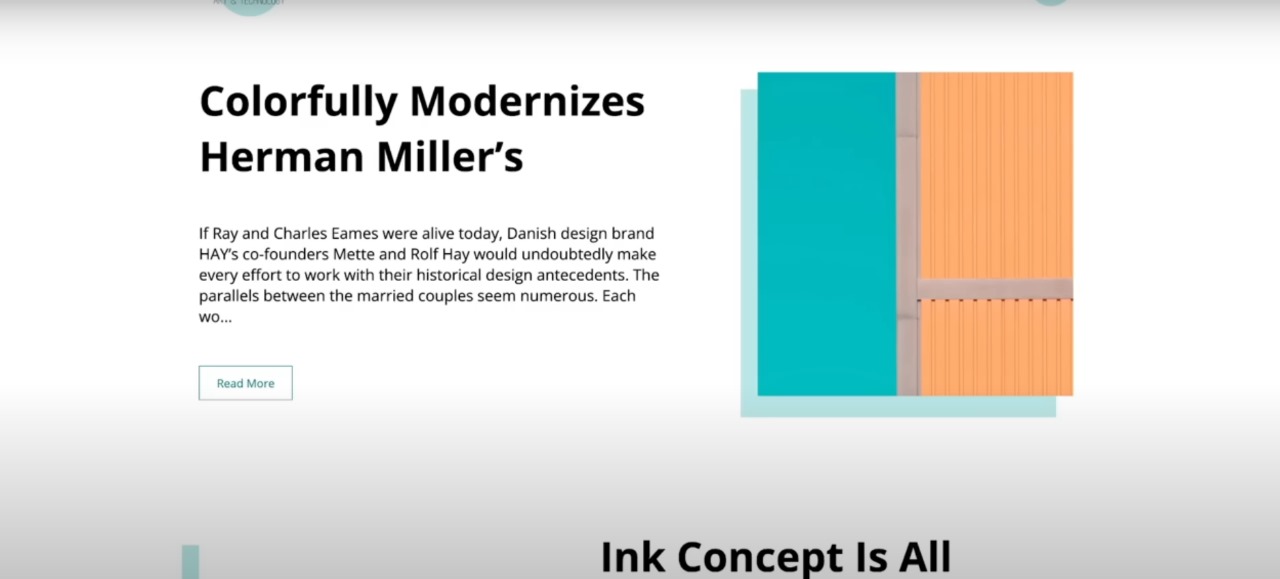 & TECHNOLOGY
Colorfully Modernizes
Herman Miller’s
If Ray and Charles Eames were alive today, Danish design brand
HAY’s co-founders Mette and Rolf Hay would undoubtedly make
every effort to work with their historical design antecedents. The
parallels between the married couples seem numerous. Each
wo...
Read More
Ink Concept Is All